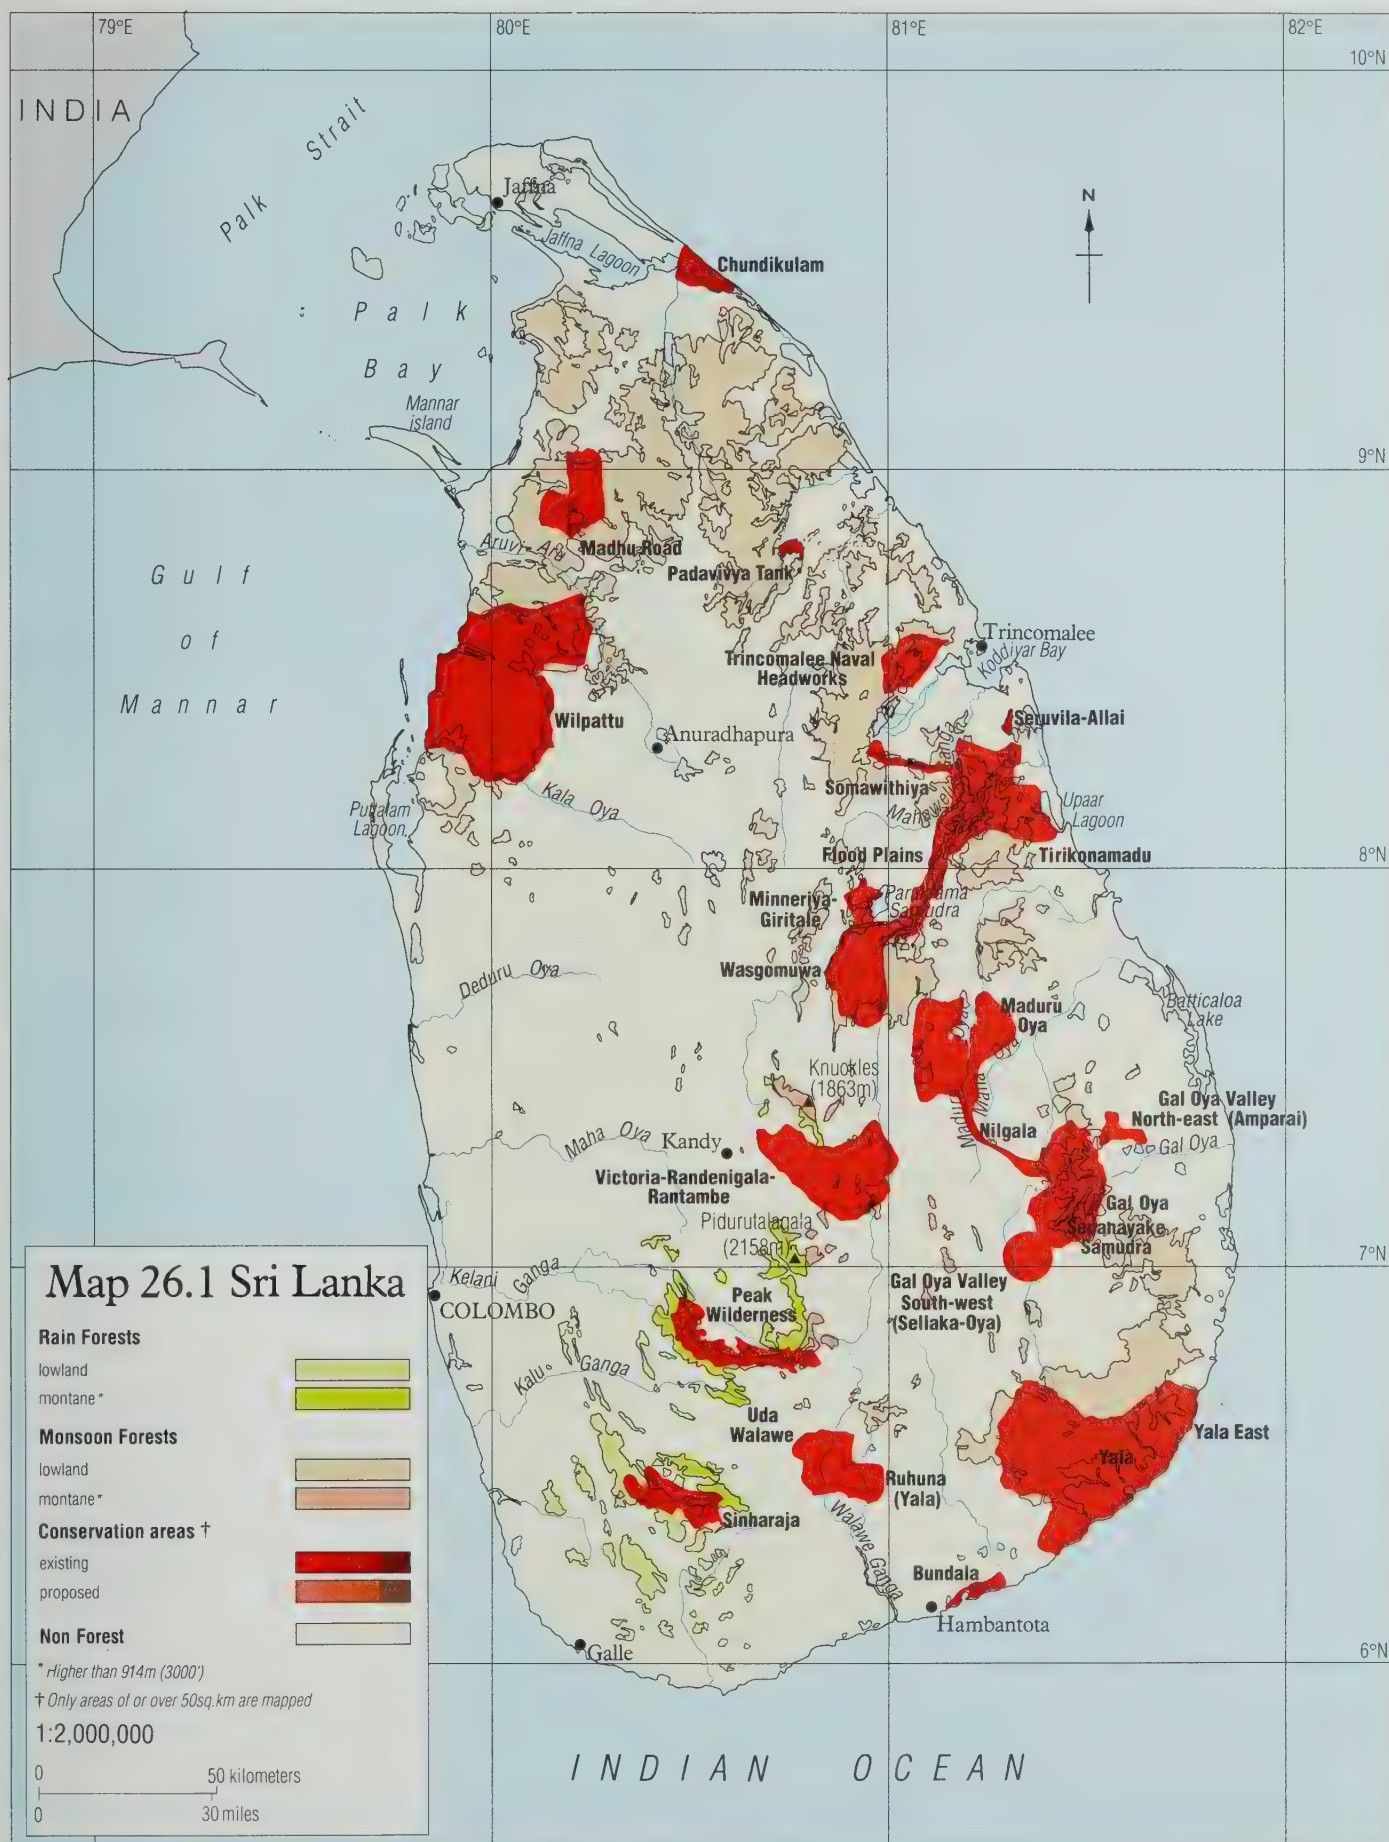 79°E
80°E
81°E
82°E
10°N
INDIA
Palk Strait
N
Jaffna
Jaffna Lagoon
Chundikulam
Palk
Bay
Mannar
island
9°N
Aruvi Aru
Madhu Road
Padavivya Tank
Gulf
of
Mannar
Trincomalee
Koddiyar Bay
Trincomalee Naval
Headworks
Wilpattu
Seruvila-Allai
Anuradhapura
Somawithiya
Kala Oya
Puttalam
Lagoon
Upaar
Lagoon
Flood Plains
Tirikonamadu
8°N
Minneriya-
Giritale
Parakrama
Samudra
Wasgomuwa
Deduru Oya
Batticaloa
Lake
Maduru
Oya
Knuckles
(1863m)
Gal Oya Valley
North-east (Amparai)
Nilgala
Gal Oya
Maha Oya
Kandy
Victoria-Randenigala-
Rantambe
Gal Oya
Senanayake
Samudra
Pidurutalagala
(2158m)
7°N
Kelani Ganga
COLOMBO
Peak
Wilderness
Gal Oya Valley
South-west
(Sellaka-Oya)
Kalu Ganga
Uda
Walawe
Yala East
Yala
Ruhuna
(Yala)
Sinharaja
Walawe Ganga
Bundala
Hambantota
Galle
6°N
INDIAN OCEAN
Map 26.1 Sri Lanka
Rain Forests
lowland
montane*
Monsoon Forests
lowland
montane*
Conservation areas †
existing
proposed
Non Forest
* Higher than 914m (3000')
† Only areas of or over 50sq.km are mapped
1:2,000,000
0 50 kilometers
0 30 miles